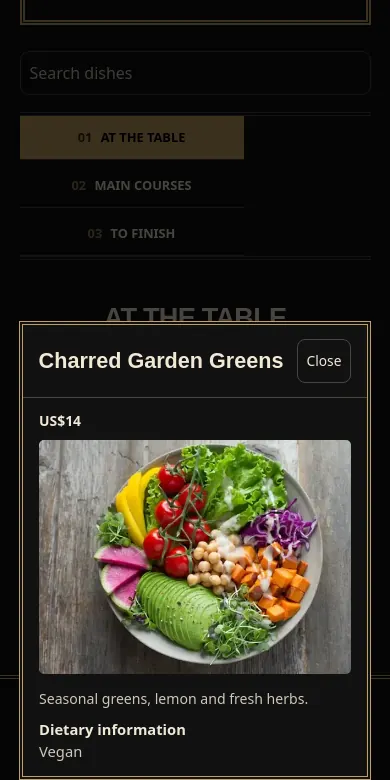 Search dishes
01 AT THE TABLE
02 MAIN COURSES
03 TO FINISH
AT THE TABLE
Charred Garden Greens
Close
US$14
Seasonal greens, lemon and fresh herbs.
Dietary information
Vegan